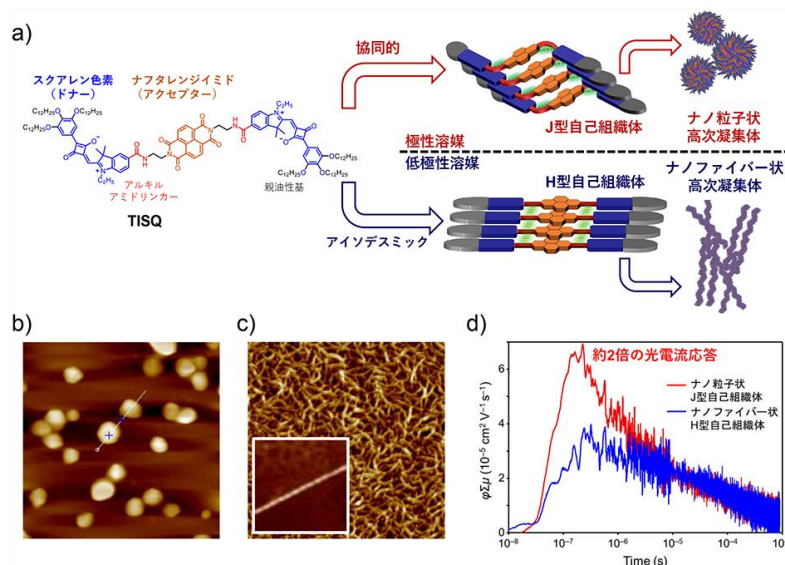 a)
スクアレン色素
（ドナー）
ナフタレンジイミド
（アクセプター）
C₁₂H₂₅O
C₁₂H₂₅O
C₁₂H₂₅O
O
O⁻
N⁺
C₂H₅
O
N
H
O
N
O
O
N
O
H
N
O
C₂H₅
N⁺
O
⁻O
OC₁₂H₂₅
OC₁₂H₂₅
C₁₂H₂₅O
アルキル
アミドリンカー
親油性基
TISQ
協同的
J型自己組織体
ナノ粒子状
高次凝集体
極性溶媒
低極性溶媒
アイソデスミック
H型自己組織体
ナノファイバー状
高次凝集体
b)
c)
d)
約2倍の光電流応答
ナノ粒子状
J型自己組織体
ナノファイバー状
H型自己組織体
φΣμ (10⁻⁵ cm² V⁻¹ s⁻¹)
6
4
2
0
10⁻⁸
10⁻⁷
10⁻⁶
10⁻⁵
10⁻⁴
10⁻
Time (s)